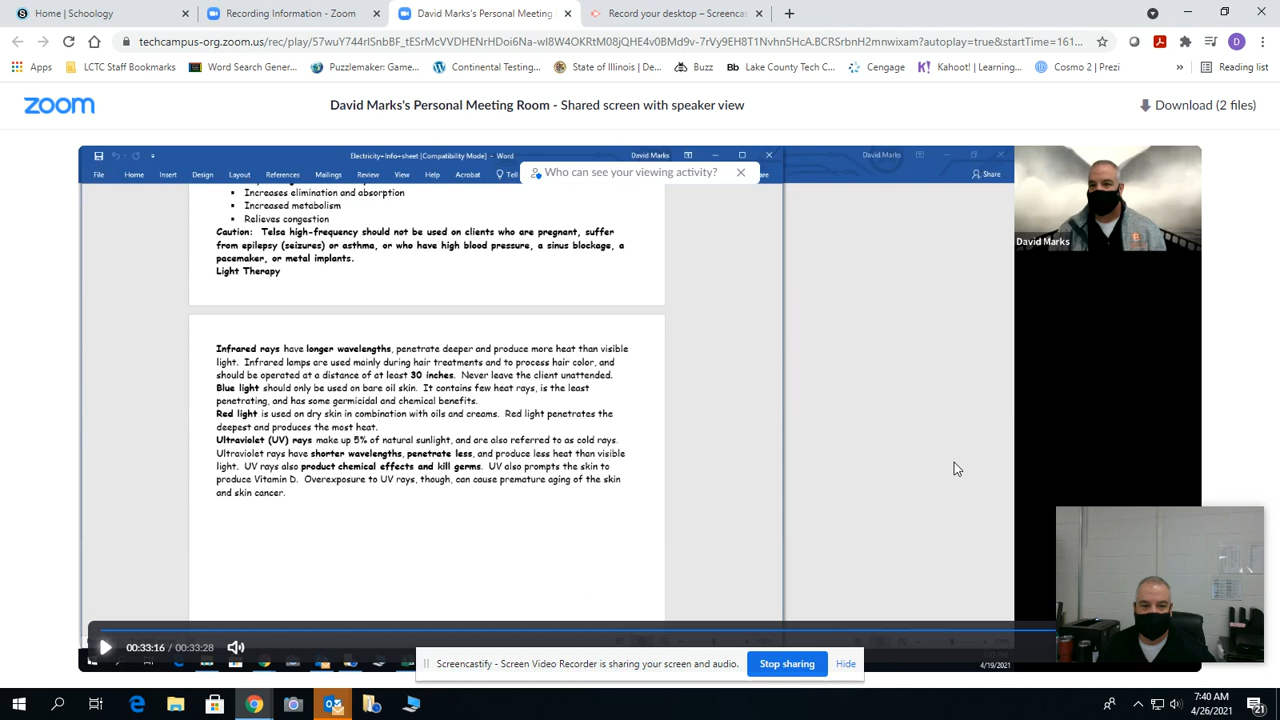 Home | Schoology
Recording Information - Zoom
David Marks's Personal Meeting
Record your desktop – Screencas
techcampus-org.zoom.us/rec/play/57wuY744rISnbBF_tESrMcVVDHENrHDoi6Na-wl8W4OKRtM08jQHE4v0BMd9v-7rVy9EH8T1Nvhn5HcA.BCRSrbnH2mnwixam?autoplay=true&startTime=161...
Apps
LCTC Staff Bookmarks
Word Search Gener...
Puzzlemaker: Game...
Continental Testing...
State of Illinois | De...
Buzz
Bb Lake County Tech C...
Cengage
Kahoot! | Learning...
Cosmo 2 | Prezi
»
Reading list
zoom
David Marks's Personal Meeting Room - Shared screen with speaker view
Download (2 files)
Electricity+Info+sheet [Compatibility Mode] - Word
David Marks
David Marks
File Home Insert Design Layout References Mailings Review View Help Acrobat Tell
Who can see your viewing activity?
Share
Increases elimination and absorption
Increased metabolism
Relieves congestion
Caution: Telsa high-frequency should not be used on clients who are pregnant, suffer
from epilepsy (seizures) or asthma, or who have high blood pressure, a sinus blockage, a
pacemaker, or metal implants.
Light Therapy
Infrared rays have longer wavelengths, penetrate deeper and produce more heat than visible
light. Infrared lamps are used mainly during hair treatments and to process hair color, and
should be operated at a distance of at least 30 inches. Never leave the client unattended.
Blue light should only be used on bare oil skin. It contains few heat rays, is the least
penetrating, and has some germicidal and chemical benefits.
Red light is used on dry skin in combination with oils and creams. Red light penetrates the
deepest and produces the most heat.
Ultraviolet (UV) rays make up 5% of natural sunlight, and are also referred to as cold rays.
Ultraviolet rays have shorter wavelengths, penetrate less, and produce less heat than visible
light. UV rays also product chemical effects and kill germs. UV also prompts the skin to
produce Vitamin D. Overexposure to UV rays, though, can cause premature aging of the skin
and skin cancer.
David Marks
00:33:16 / 00:33:28
Screencastify - Screen Video Recorder is sharing your screen and audio.
Stop sharing
Hide
4/19/2021
7:40 AM
4/26/2021
21